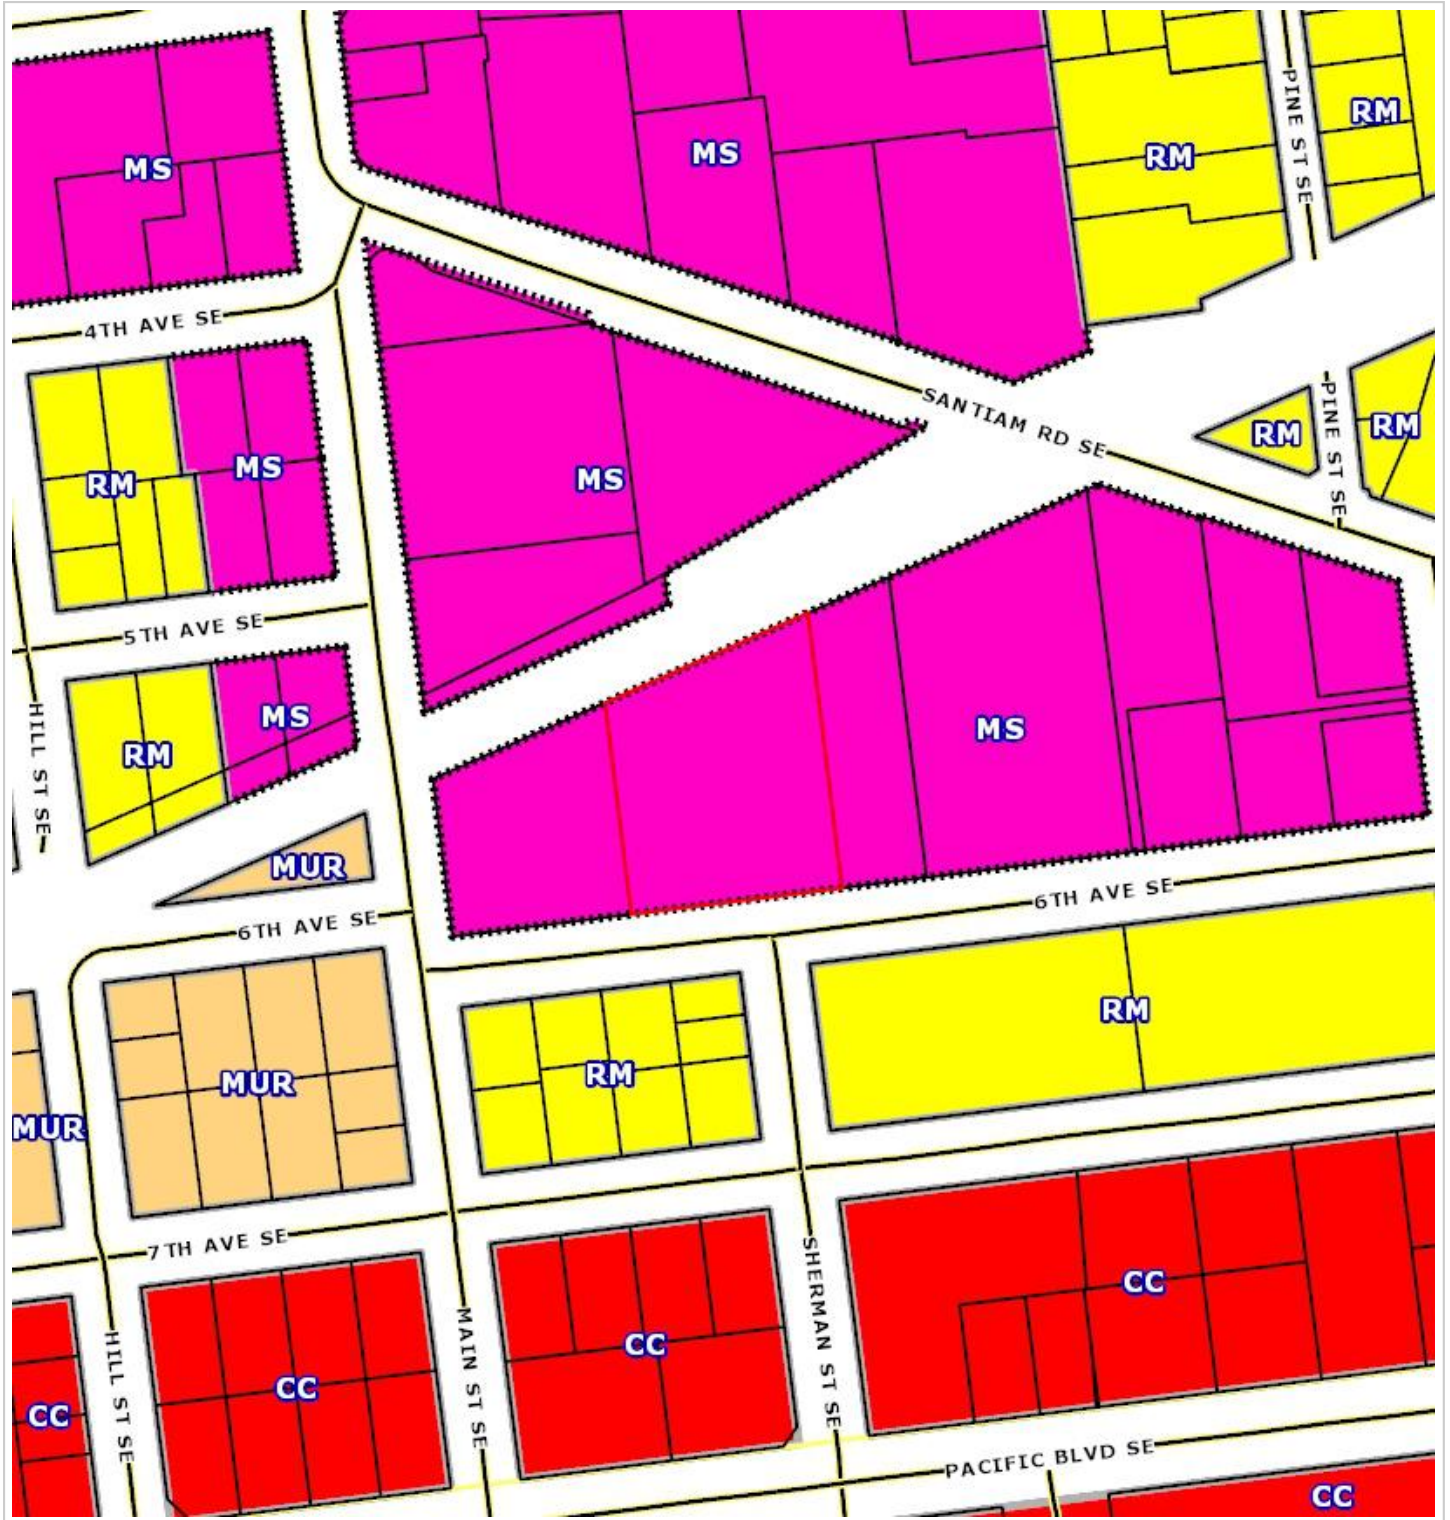 PINE ST SE
RM
MS
RM
MS
4TH AVE SE
SANTIAM RD SE
PINE ST SE
RM
RM
MS
MS
RM
5TH AVE SE
HILL ST SE
MS
RM
MS
MUR
6TH AVE SE
6TH AVE SE
RM
RM
MUR
MUR
7TH AVE SE
SHERMAN ST SE
CC
MAIN ST SE
CC
HILL ST SE
CC
CC
PACIFIC BLVD SE
CC